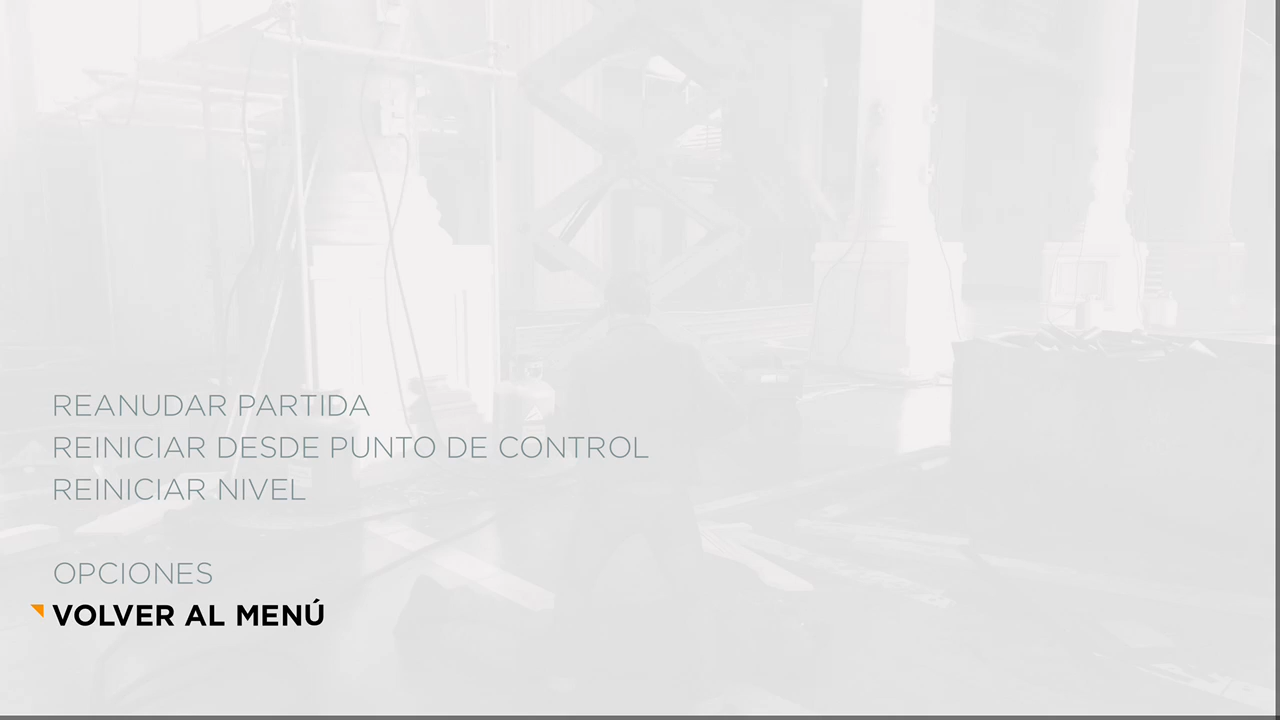 REANUDAR PARTIDA
REINICIAR DESDE PUNTO DE CONTROL
REINICIAR NIVEL
OPCIONES
VOLVER AL MENÚ